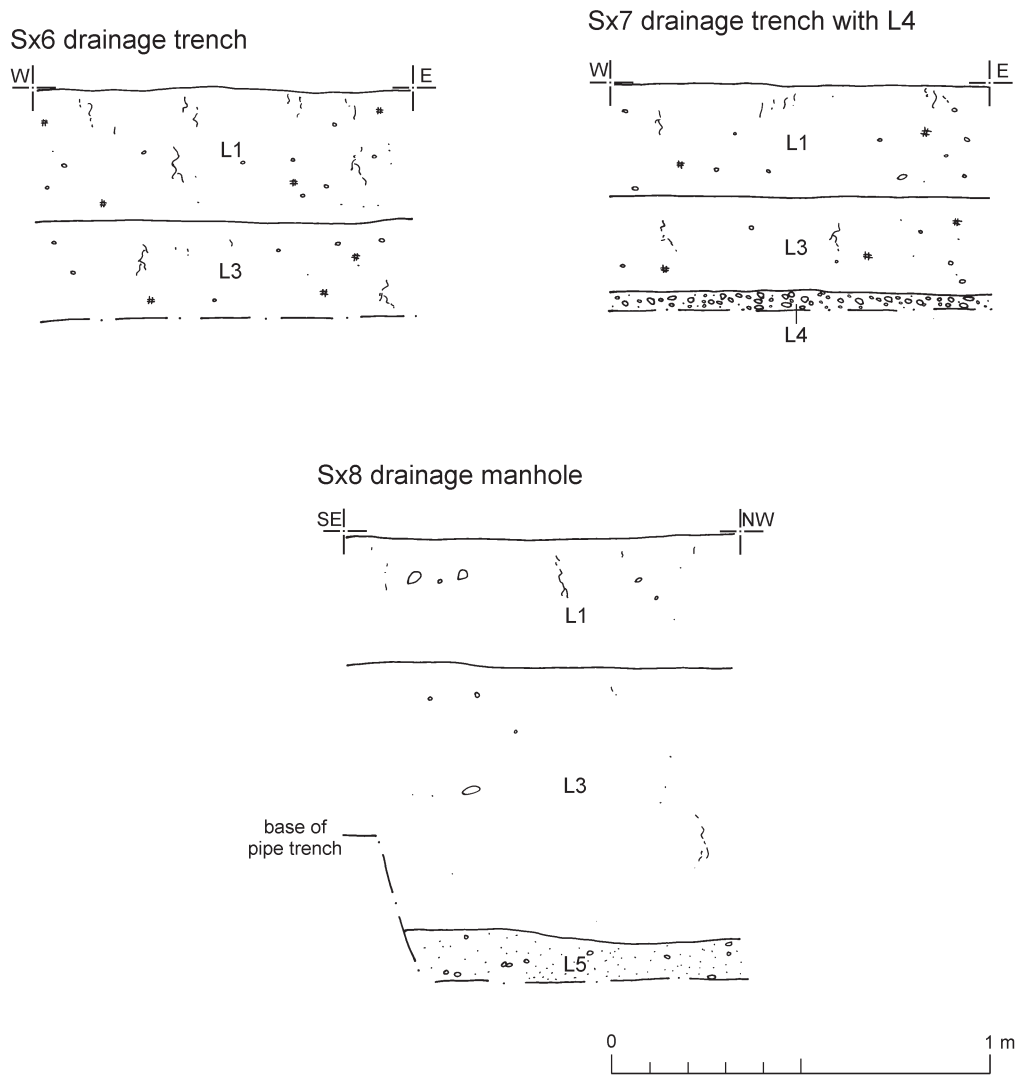 Sx6 drainage trench
W
E
L1
L3
Sx7 drainage trench with L4
W
E
L1
L3
L4
Sx8 drainage manhole
SE
NW
L1
L3
base of
pipe trench
L5
0
1 m